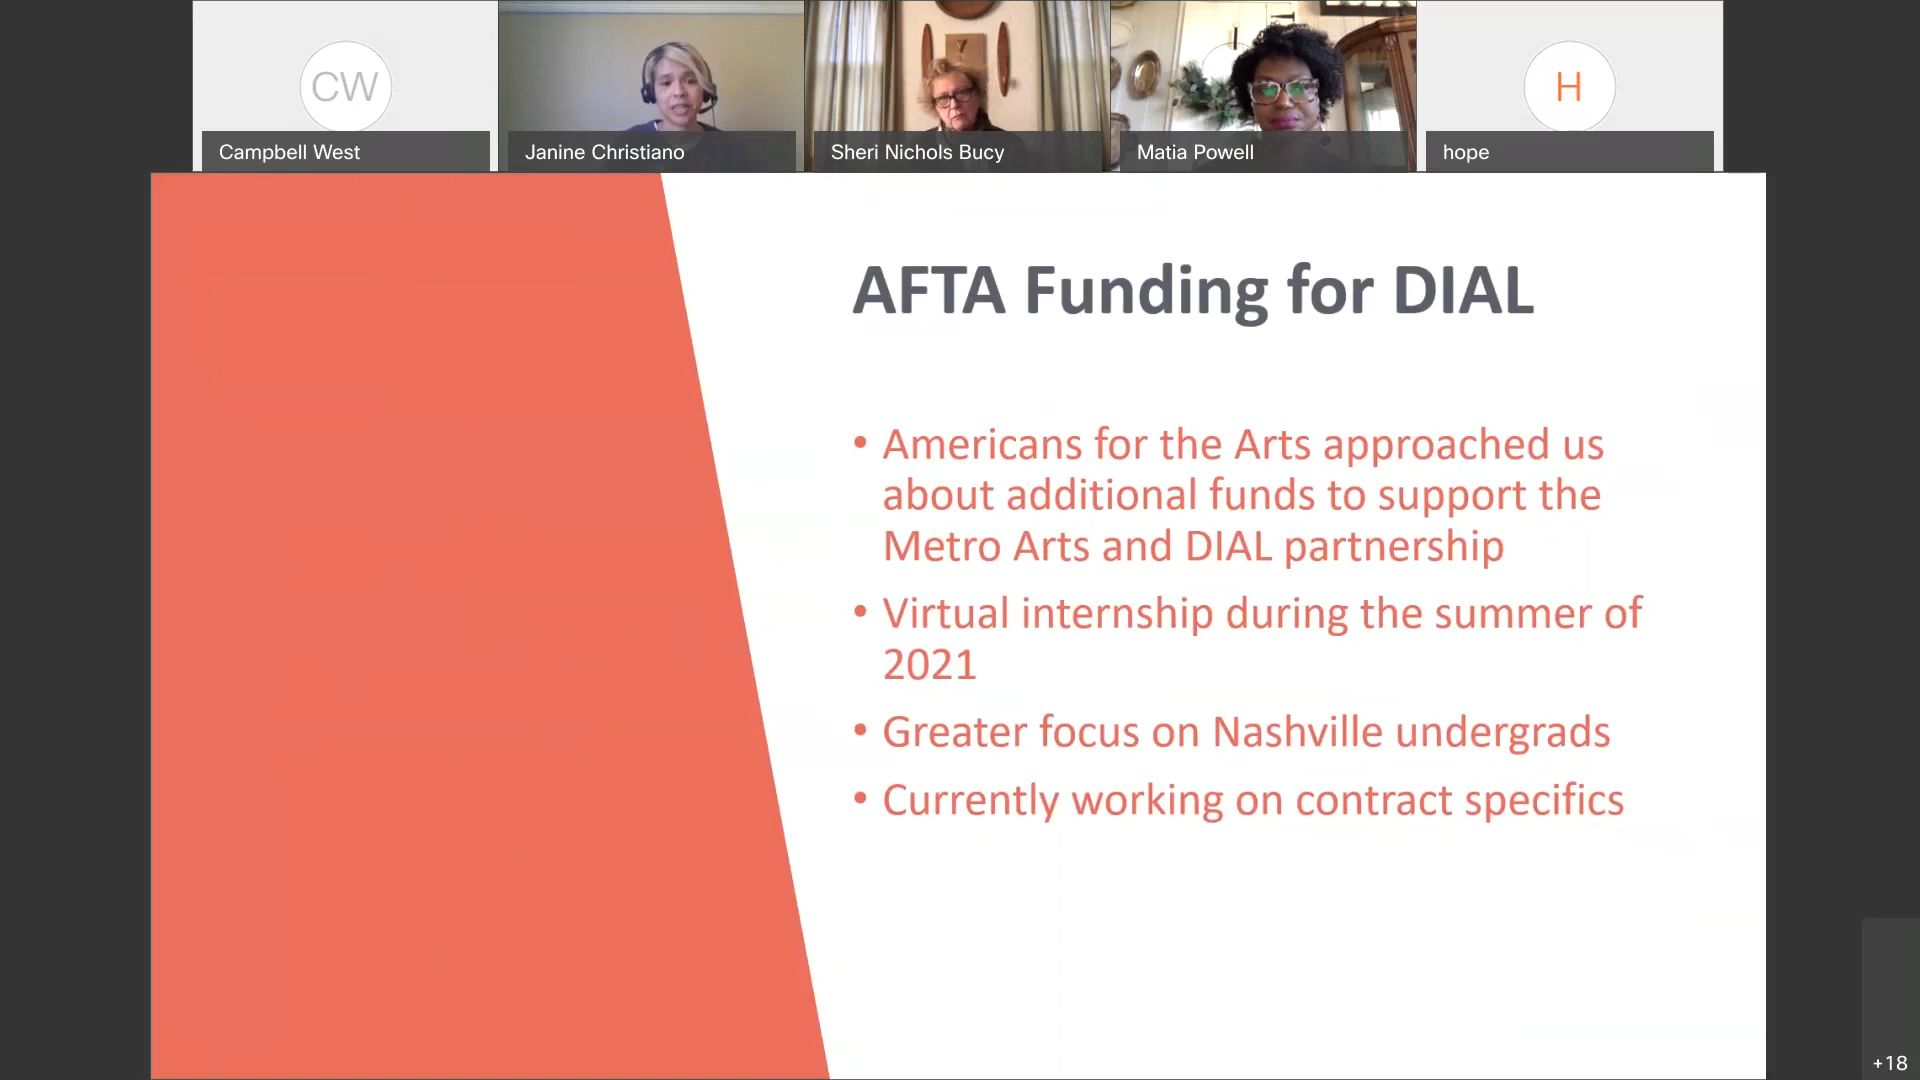 CW
H
Campbell West
Janine Christiano
Sheri Nichols Bucy
Matia Powell
hope
AFTA Funding for DIAL
• Americans for the Arts approached us
about additional funds to support the
Metro Arts and DIAL partnership
• Virtual internship during the summer of
2021
• Greater focus on Nashville undergrads
• Currently working on contract specifics
+18